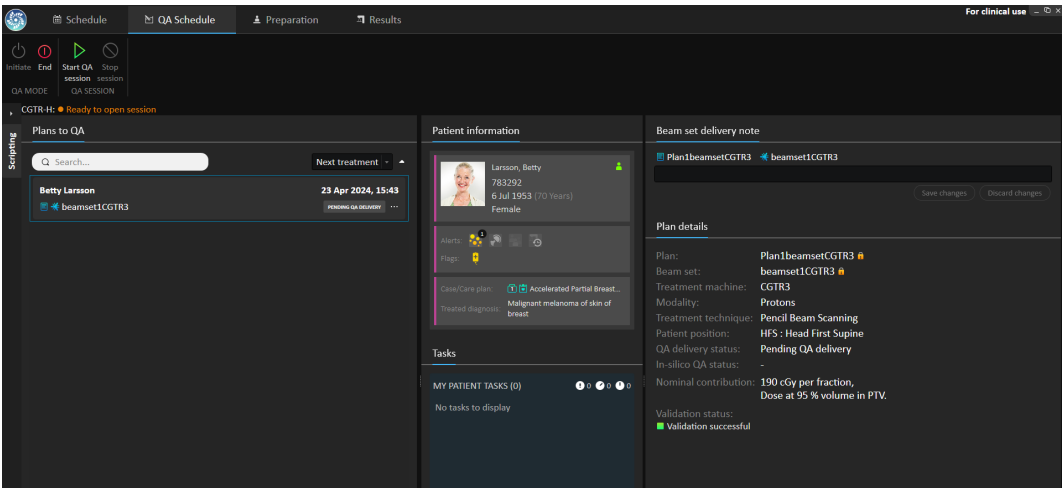 For clinical use
Schedule
QA Schedule
Preparation
Results
Initiate
End
Start QA session
Stop session
QA MODE
QA SESSION
CGTR-H: Ready to open session
Scripting
Plans to QA
Search...
Next treatment
Betty Larsson
23 Apr 2024, 15:43
beamset1CGTR3
PENDING QA DELIVERY
Patient information
Larsson, Betty
783292
6 Jul 1953 (70 Years)
Female
Alerts:
1
Flags:
Case/Care plan:
1
Accelerated Partial Breast...
Treated diagnosis:
Malignant melanoma of skin of
breast
Tasks
MY PATIENT TASKS (0)
0
0
0
No tasks to display
Beam set delivery note
Plan1beamsetCGTR3
beamset1CGTR3
Save changes
Discard changes
Plan details
Plan: Plan1beamsetCGTR3
Beam set: beamset1CGTR3
Treatment machine: CGTR3
Modality: Protons
Treatment technique: Pencil Beam Scanning
Patient position: HFS : Head First Supine
QA delivery status: Pending QA delivery
In-silico QA status: -
Nominal contribution: 190 cGy per fraction,
Dose at 95 % volume in PTV.
Validation status:
Validation successful